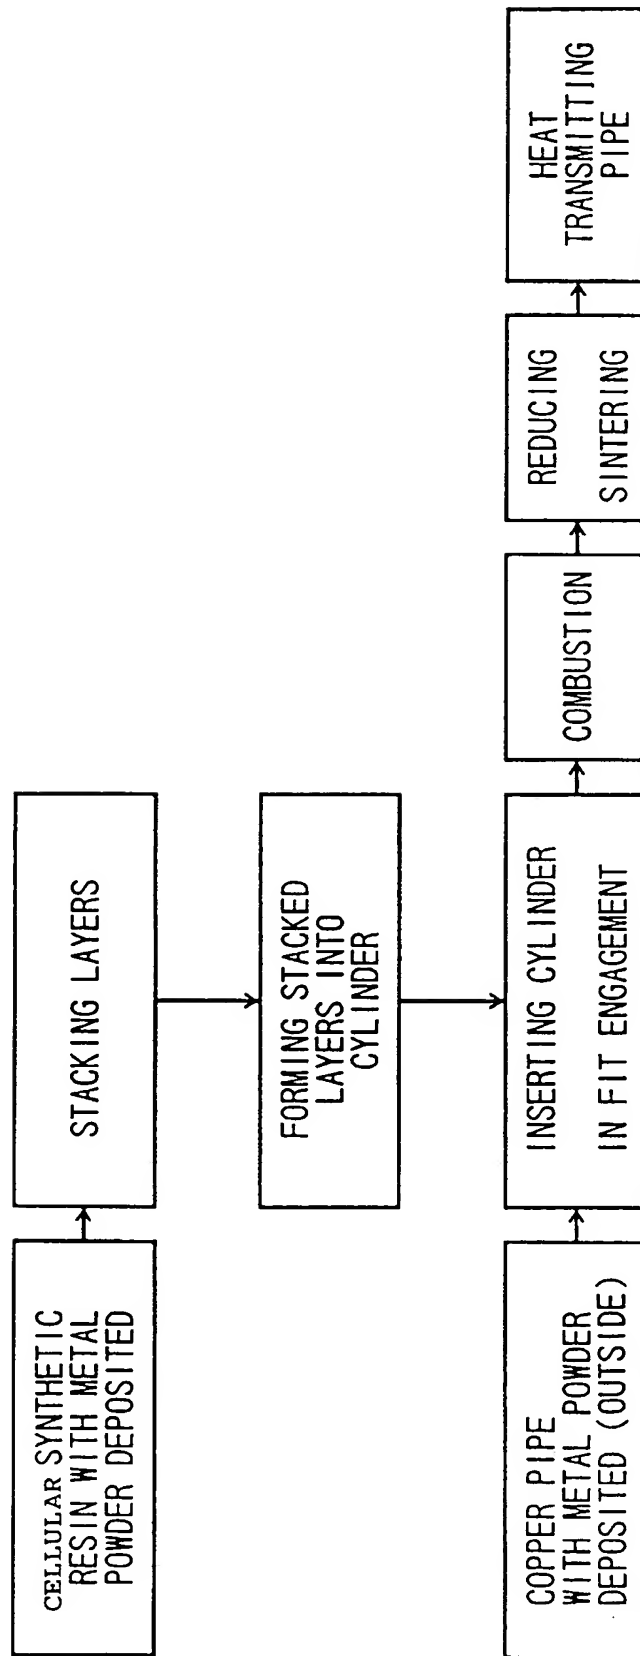 CELLULAR SYNTHETIC
RESIN WITH METAL
POWDER DEPOSITED
STACKING LAYERS
FORMING STACKED
LAYERS INTO
CYLINDER
COPPER PIPE
WITH METAL POWDER
DEPOSITED (OUTSIDE)
INSERTING CYLINDER
IN FIT ENGAGEMENT
COMBUSTION
REDUCING
SINTERING
HEAT
TRANSMITTING
PIPE